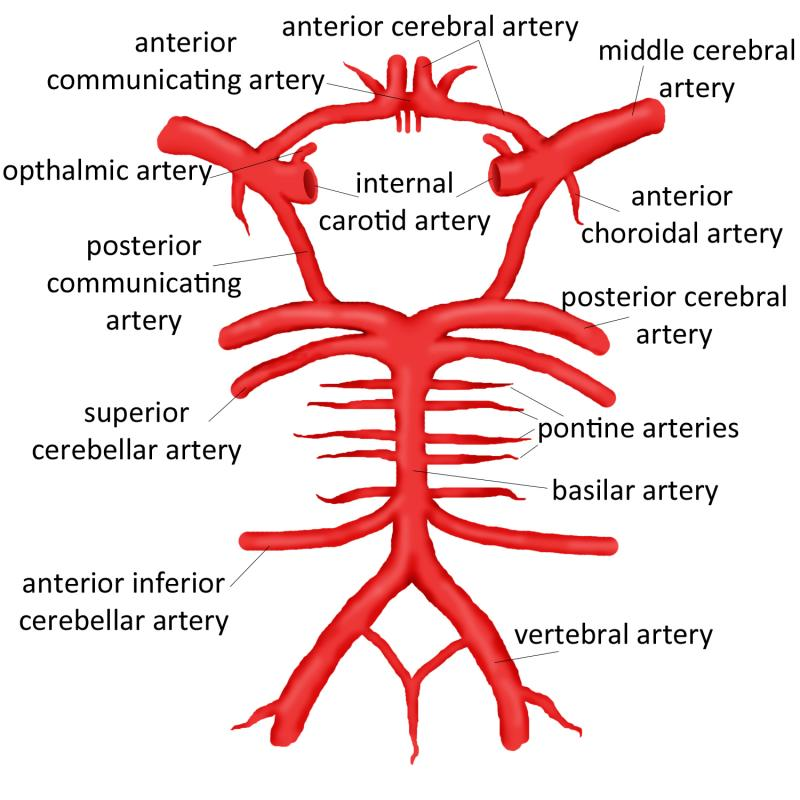 anterior cerebral artery
anterior
communicating artery
middle cerebral
artery
opthalmic artery
internal
carotid artery
anterior
choroidal artery
posterior
communicating
artery
posterior cerebral
artery
superior
cerebellar artery
pontine arteries
basilar artery
anterior inferior
cerebellar artery
vertebral artery